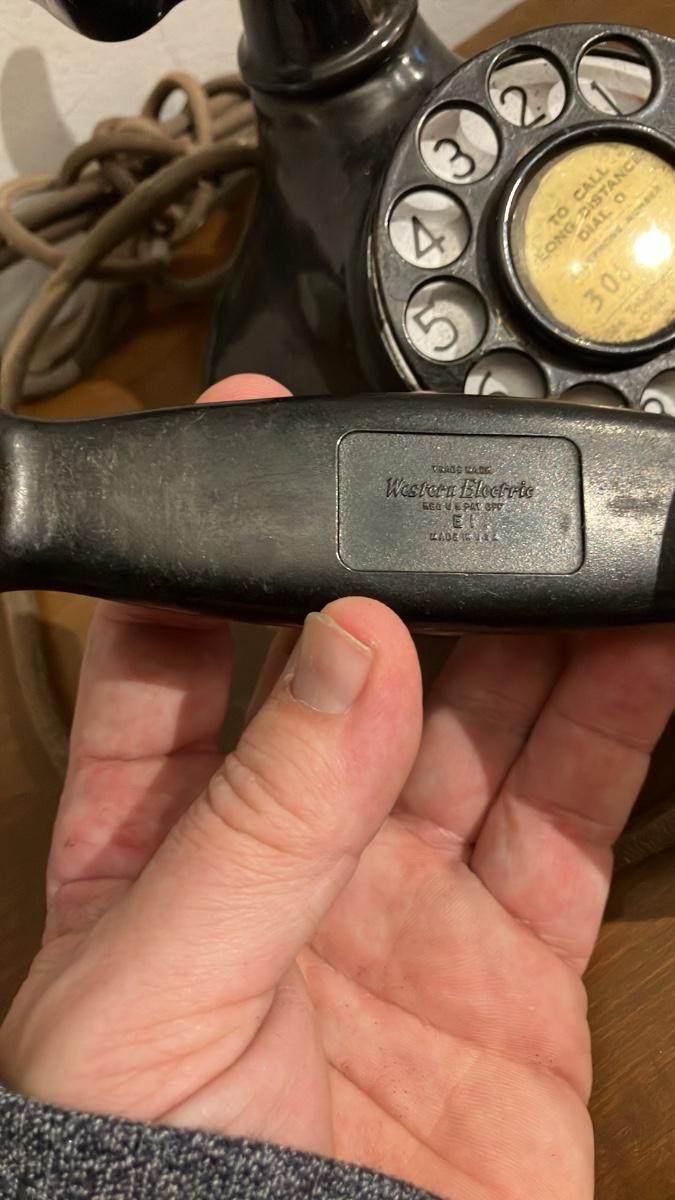 2
1
3
4
5
TO CALL
LONG DISTANCE
DIAL 0
TRADE MARK
Western Electric
REG U S PAT OFF
E1
MADE IN U.S.A.